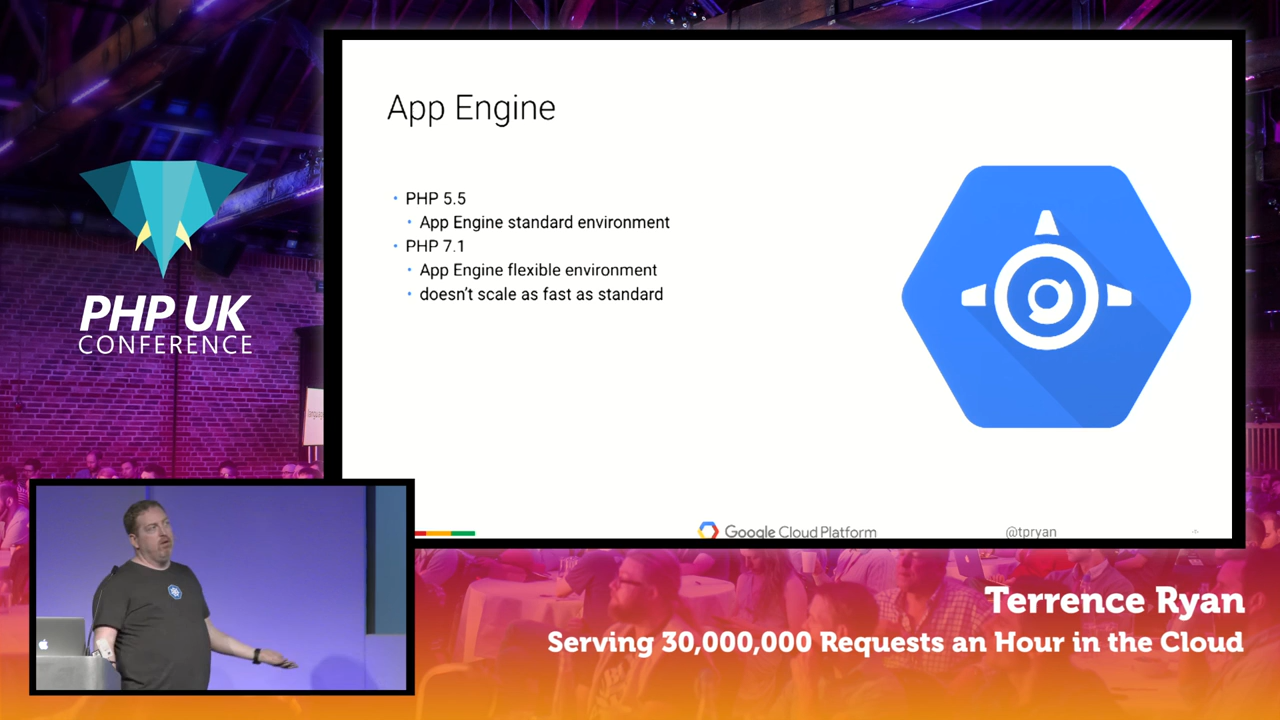 App Engine
• PHP 5.5
• App Engine standard environment
• PHP 7.1
• App Engine flexible environment
• doesn’t scale as fast as standard
PHP UK
CONFERENCE
Google Cloud Platform
@tpryan
Terrence Ryan
Serving 30,000,000 Requests an Hour in the Cloud